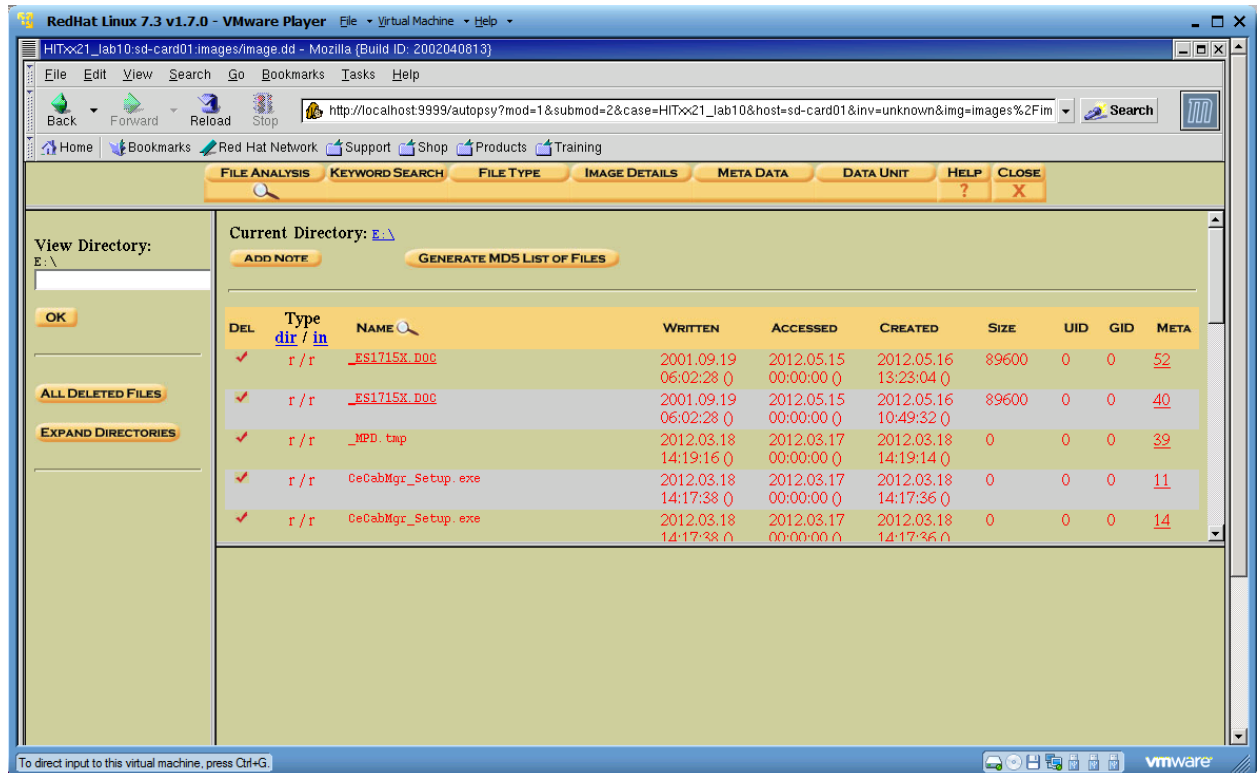 RedHat Linux 7.3 v1.7.0 - VMware Player File Virtual Machine Help
HITxx21_lab10:sd-card01:images/image.dd - Mozilla {Build ID: 2002040813}
File Edit View Search Go Bookmarks Tasks Help
Back Forward Reload Stop http://localhost:9999/autopsy?mod=1&submod=2&case=HITxx21_lab10&host=sd-card01&inv=unknown&img=images%2Fim Search
Home Bookmarks Red Hat Network Support Shop Products Training
FILE ANALYSIS KEYWORD SEARCH FILE TYPE IMAGE DETAILS META DATA DATA UNIT HELP CLOSE
? X
View Directory:
E:\
OK
ALL DELETED FILES
EXPAND DIRECTORIES
Current Directory: E:\
ADD NOTE GENERATE MD5 LIST OF FILES
DEL Type dir / in NAME WRITTEN ACCESSED CREATED SIZE UID GID META
r / r _ES1715X.DOC 2001.09.19 2012.05.15 2012.05.16 89600 0 0 52
06:02:28 () 00:00:00 () 13:23:04 ()
r / r _ES1715X.DOC 2001.09.19 2012.05.15 2012.05.16 89600 0 0 40
06:02:28 () 00:00:00 () 10:49:32 ()
r / r _MPD.tmp 2012.03.18 2012.03.18 2012.03.18 0 0 0 39
14:19:16 () 00:00:00 () 14:19:14 ()
r / r CeCabMgr_Setup.exe 2012.03.18 2012.03.17 2012.03.18 0 0 0 11
14:17:38 () 00:00:00 () 14:17:36 ()
r / r CeCabMgr_Setup.exe 2012.03.18 2012.03.17 2012.03.18 0 0 0 14
14:17:38 () 00:00:00 () 14:17:36 ()
To direct input to this virtual machine, press Ctrl+G.
vmware